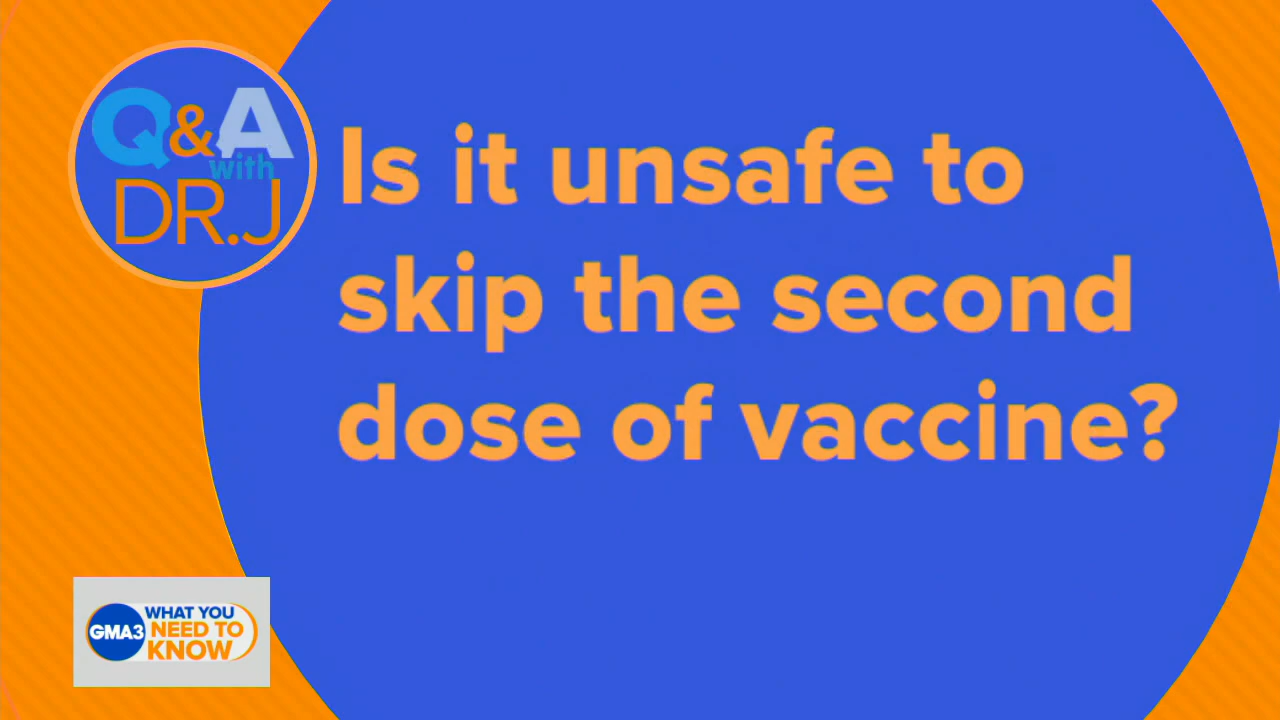 Q&A
with
DR.J
Is it unsafe to
skip the second
dose of vaccine?
GMA3
WHAT YOU
NEED TO
KNOW